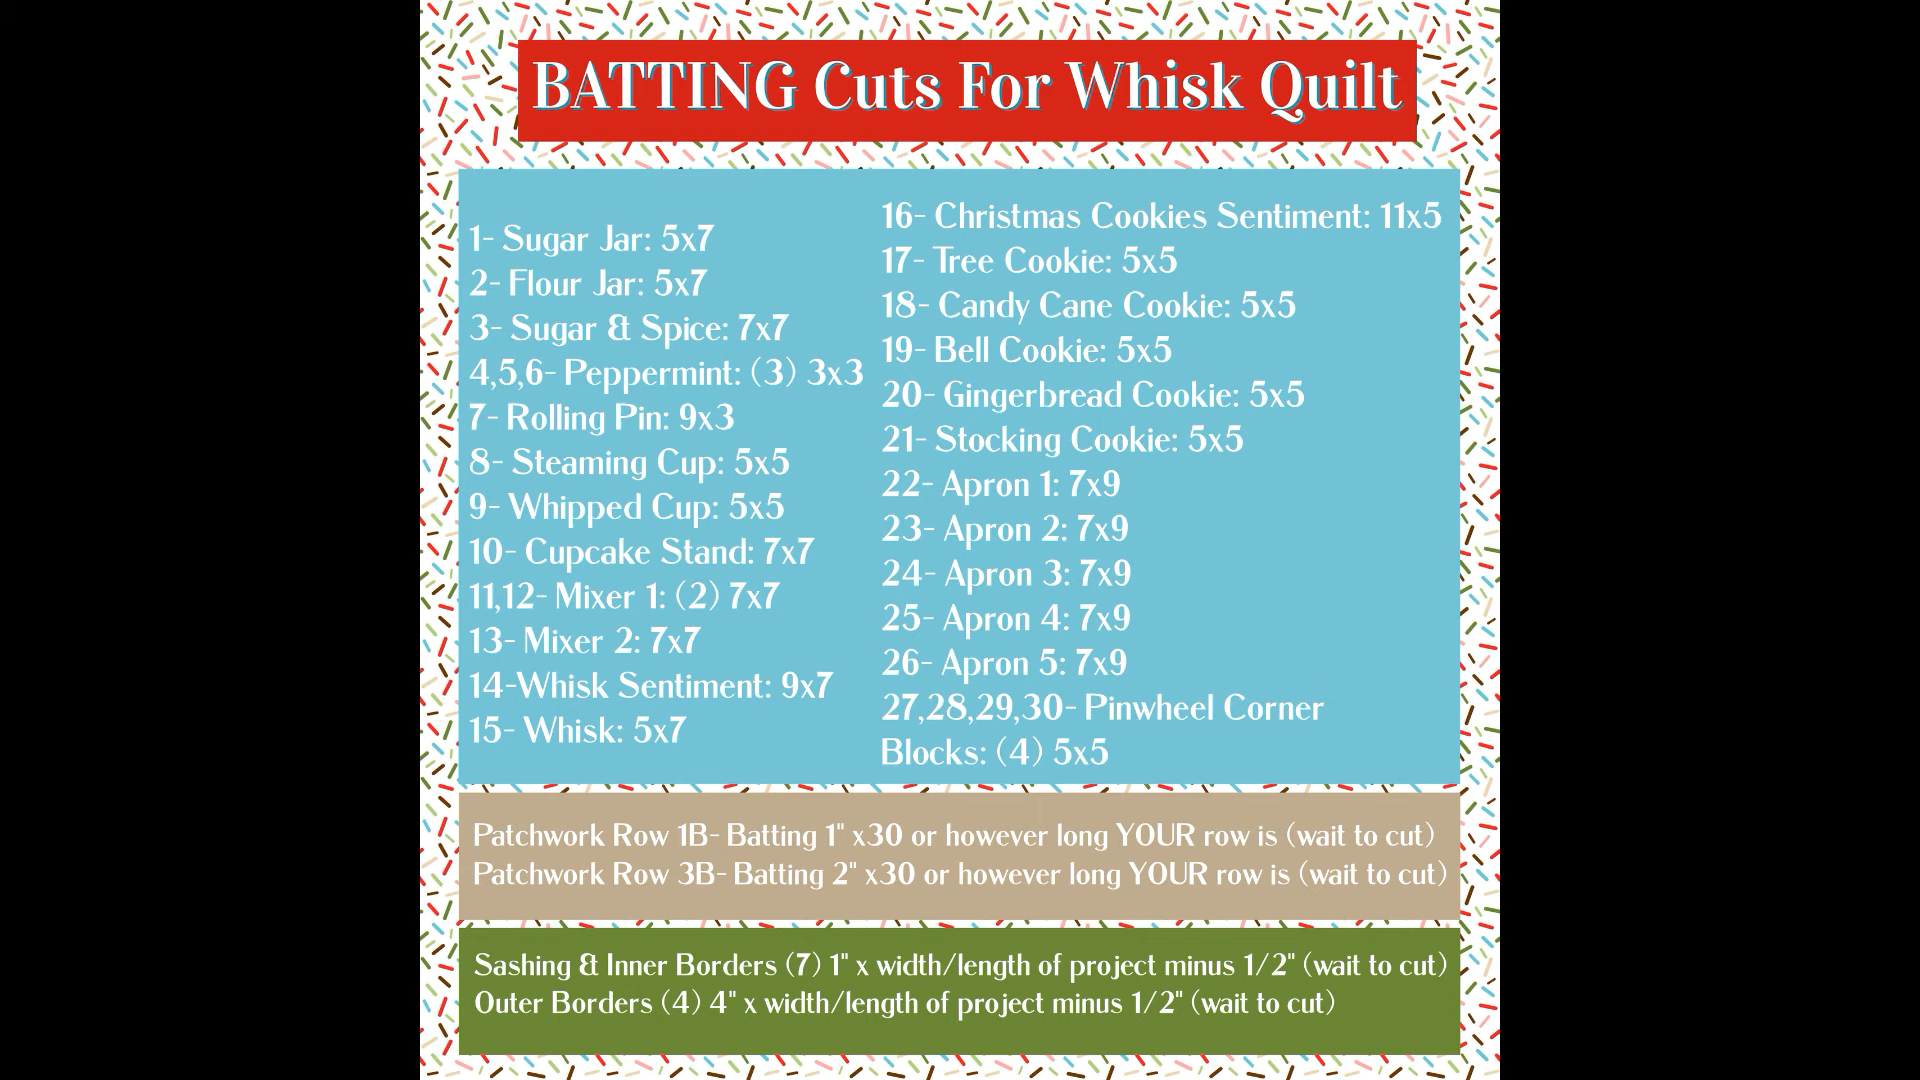 BATTING Cuts For Whisk Quilt
1- Sugar Jar: 5x7
2- Flour Jar: 5x7
3- Sugar & Spice: 7x7
4,5,6- Peppermint: (3) 3x3
7- Rolling Pin: 9x3
8- Steaming Cup: 5x5
9- Whipped Cup: 5x5
10- Cupcake Stand: 7x7
11,12- Mixer 1: (2) 7x7
13- Mixer 2: 7x7
14-Whisk Sentiment: 9x7
15- Whisk: 5x7
16- Christmas Cookies Sentiment: 11x5
17- Tree Cookie: 5x5
18- Candy Cane Cookie: 5x5
19- Bell Cookie: 5x5
20- Gingerbread Cookie: 5x5
21- Stocking Cookie: 5x5
22- Apron 1: 7x9
23- Apron 2: 7x9
24- Apron 3: 7x9
25- Apron 4: 7x9
26- Apron 5: 7x9
27,28,29,30- Pinwheel Corner
Blocks: (4) 5x5
Patchwork Row 1B- Batting 1" x30 or however long YOUR row is (wait to cut)
Patchwork Row 3B- Batting 2" x30 or however long YOUR row is (wait to cut)
Sashing & Inner Borders (7) 1" x width/length of project minus 1/2" (wait to cut)
Outer Borders (4) 4" x width/length of project minus 1/2" (wait to cut)